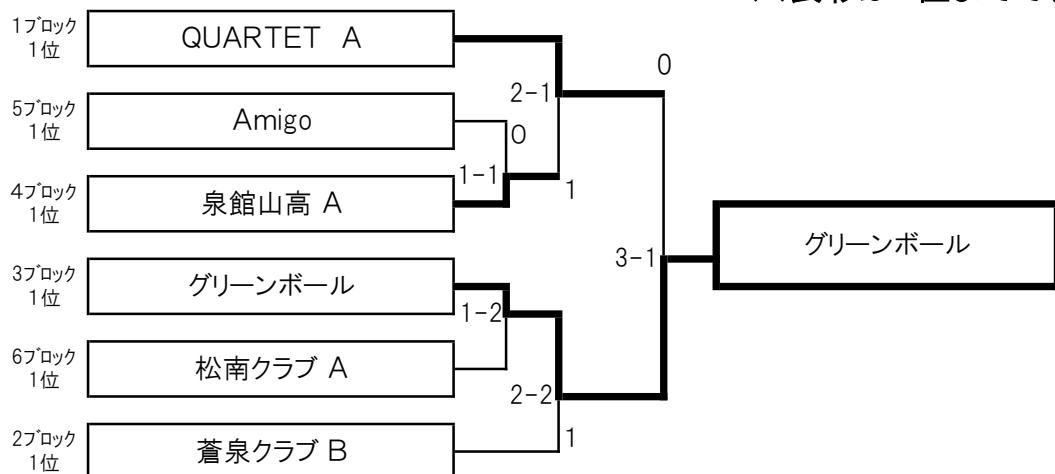 1ブロック
1位
QUARTET A
5ブロック
1位
Amigo
4ブロック
1位
泉館山高 A
3ブロック
1位
グリーンボール
6ブロック
1位
松南クラブ A
2ブロック
1位
蒼泉クラブ B
1-1
0
2-1
1
1-2
2-2
1
0
3-1
グリーンボール